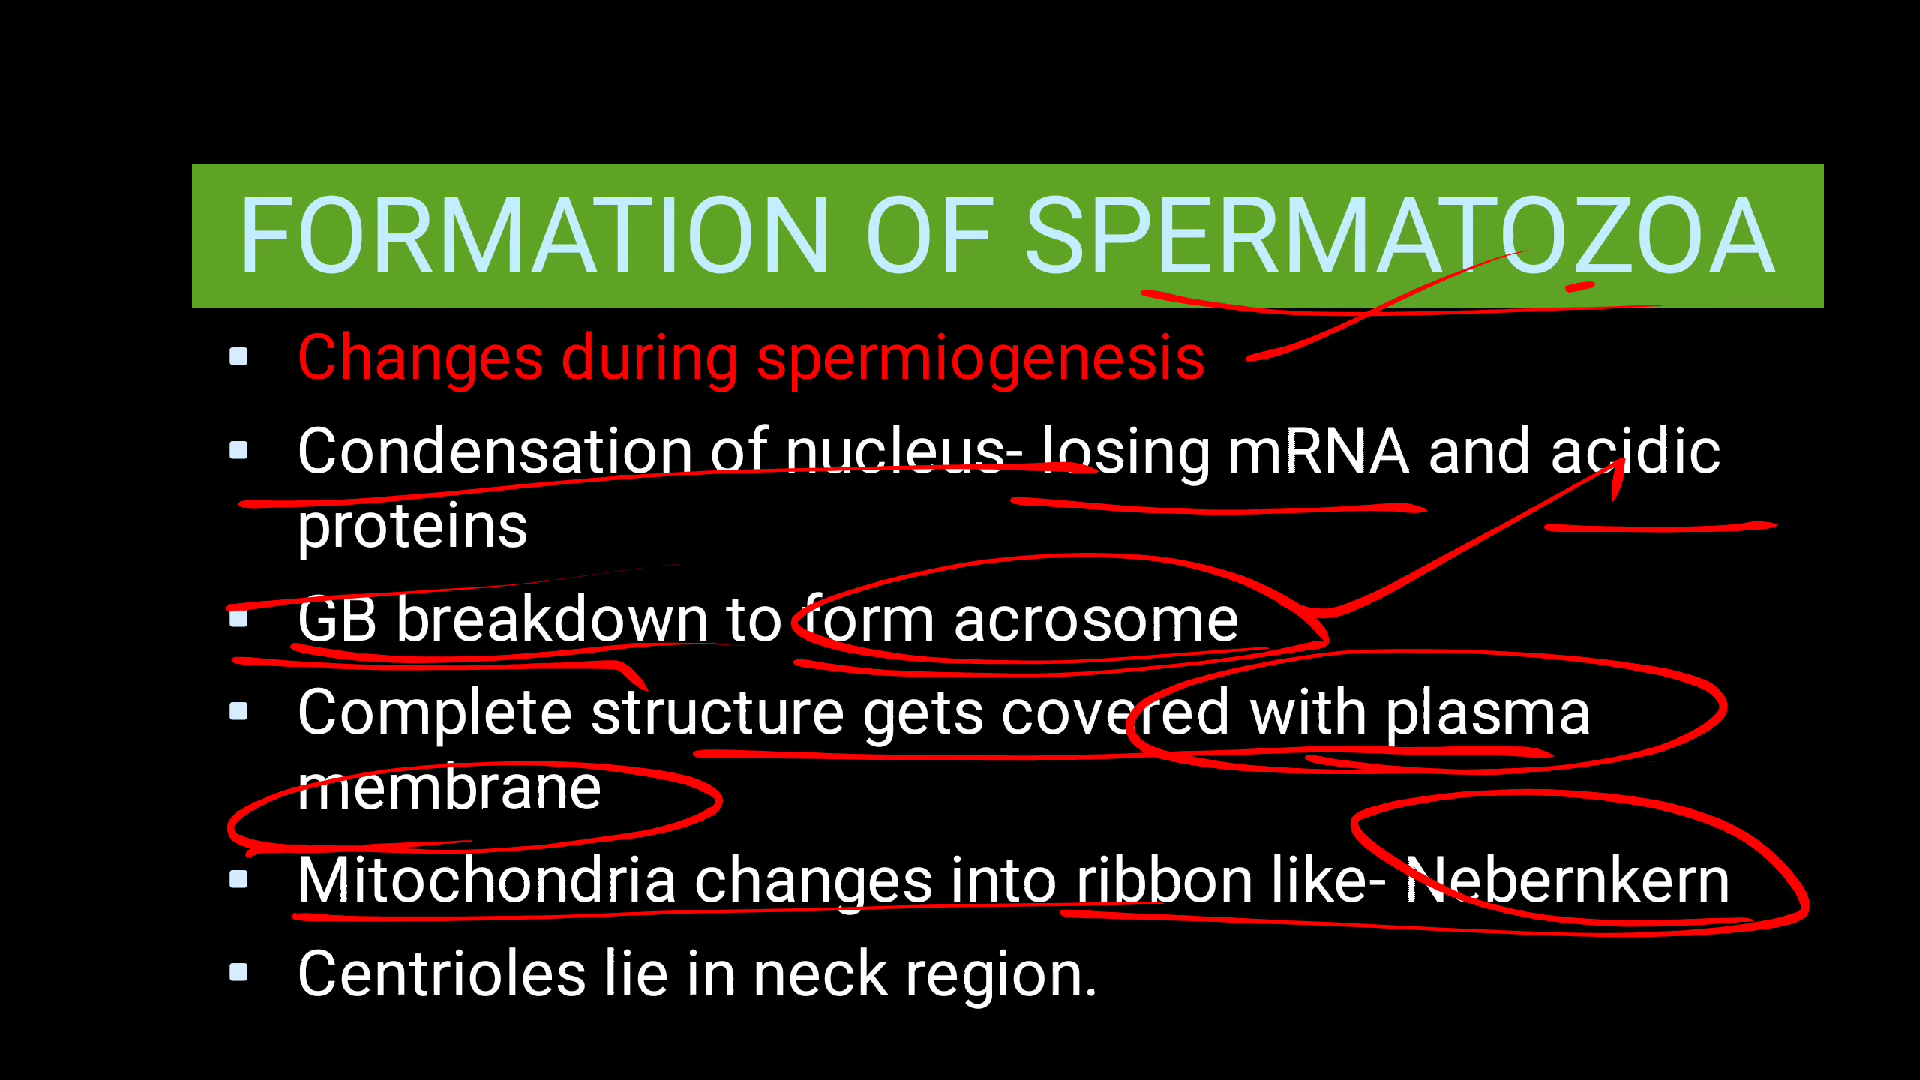 FORMATION OF SPERMATOZOA
Changes during spermiogenesis
Condensation of nucleus- losing mRNA and acidic
proteins
GB breakdown to form acrosome
Complete structure gets covered with plasma
membrane
Mitochondria changes into ribbon like- Nebernkern
Centrioles lie in neck region.